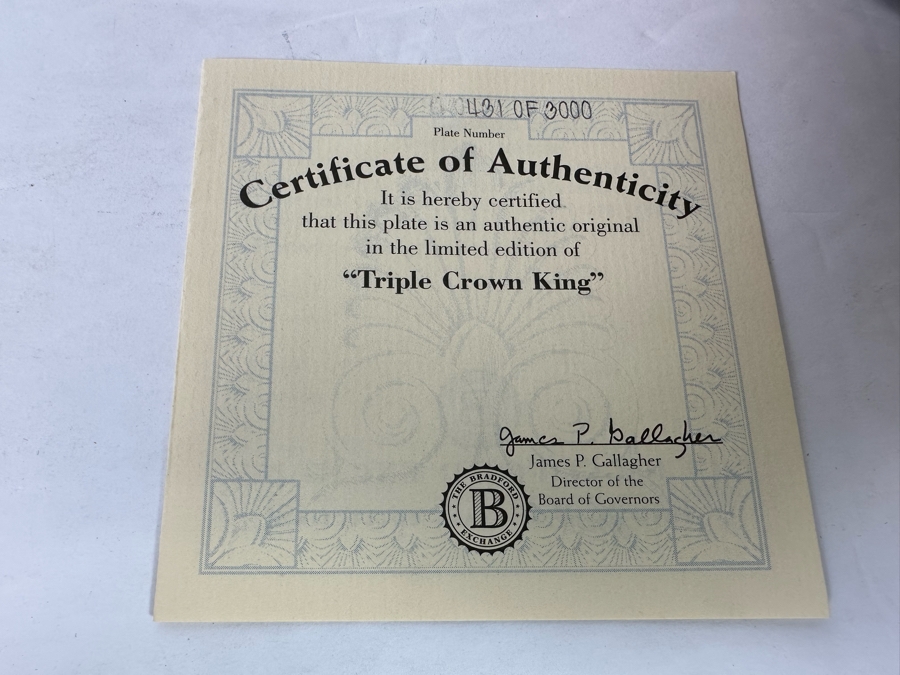 431 OF 3000
Plate Number
Certificate of Authenticity
It is hereby certified
that this plate is an authentic original
in the limited edition of
“Triple Crown King”
James P. Gallagher
James P. Gallagher
Director of the
Board of Governors
THE BRADFORD
B
EXCHANGE